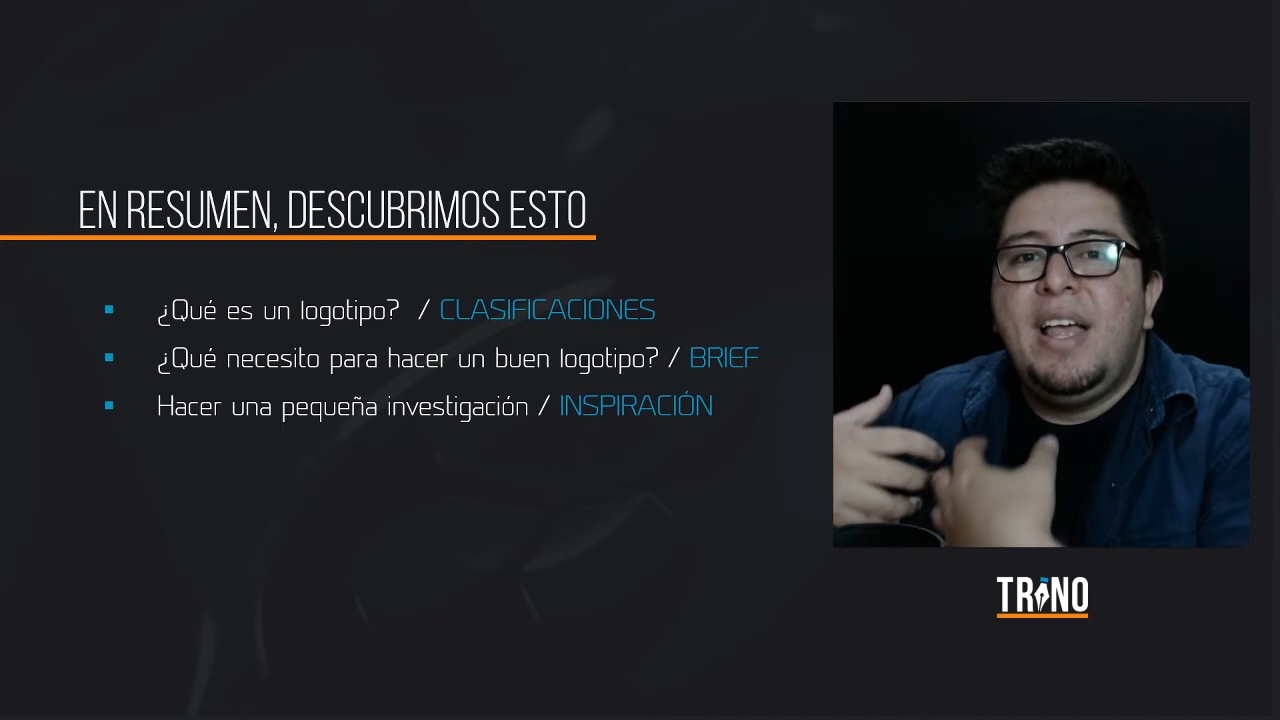 EN RESUMEN, DESCUBRIMOS ESTO
¿Qué es un logotipo? / CLASIFICACIONES
¿Qué necesito para hacer un buen logotipo? / BRIEF
Hacer una pequeña investigación / INSPIRACIÓN
TRINO